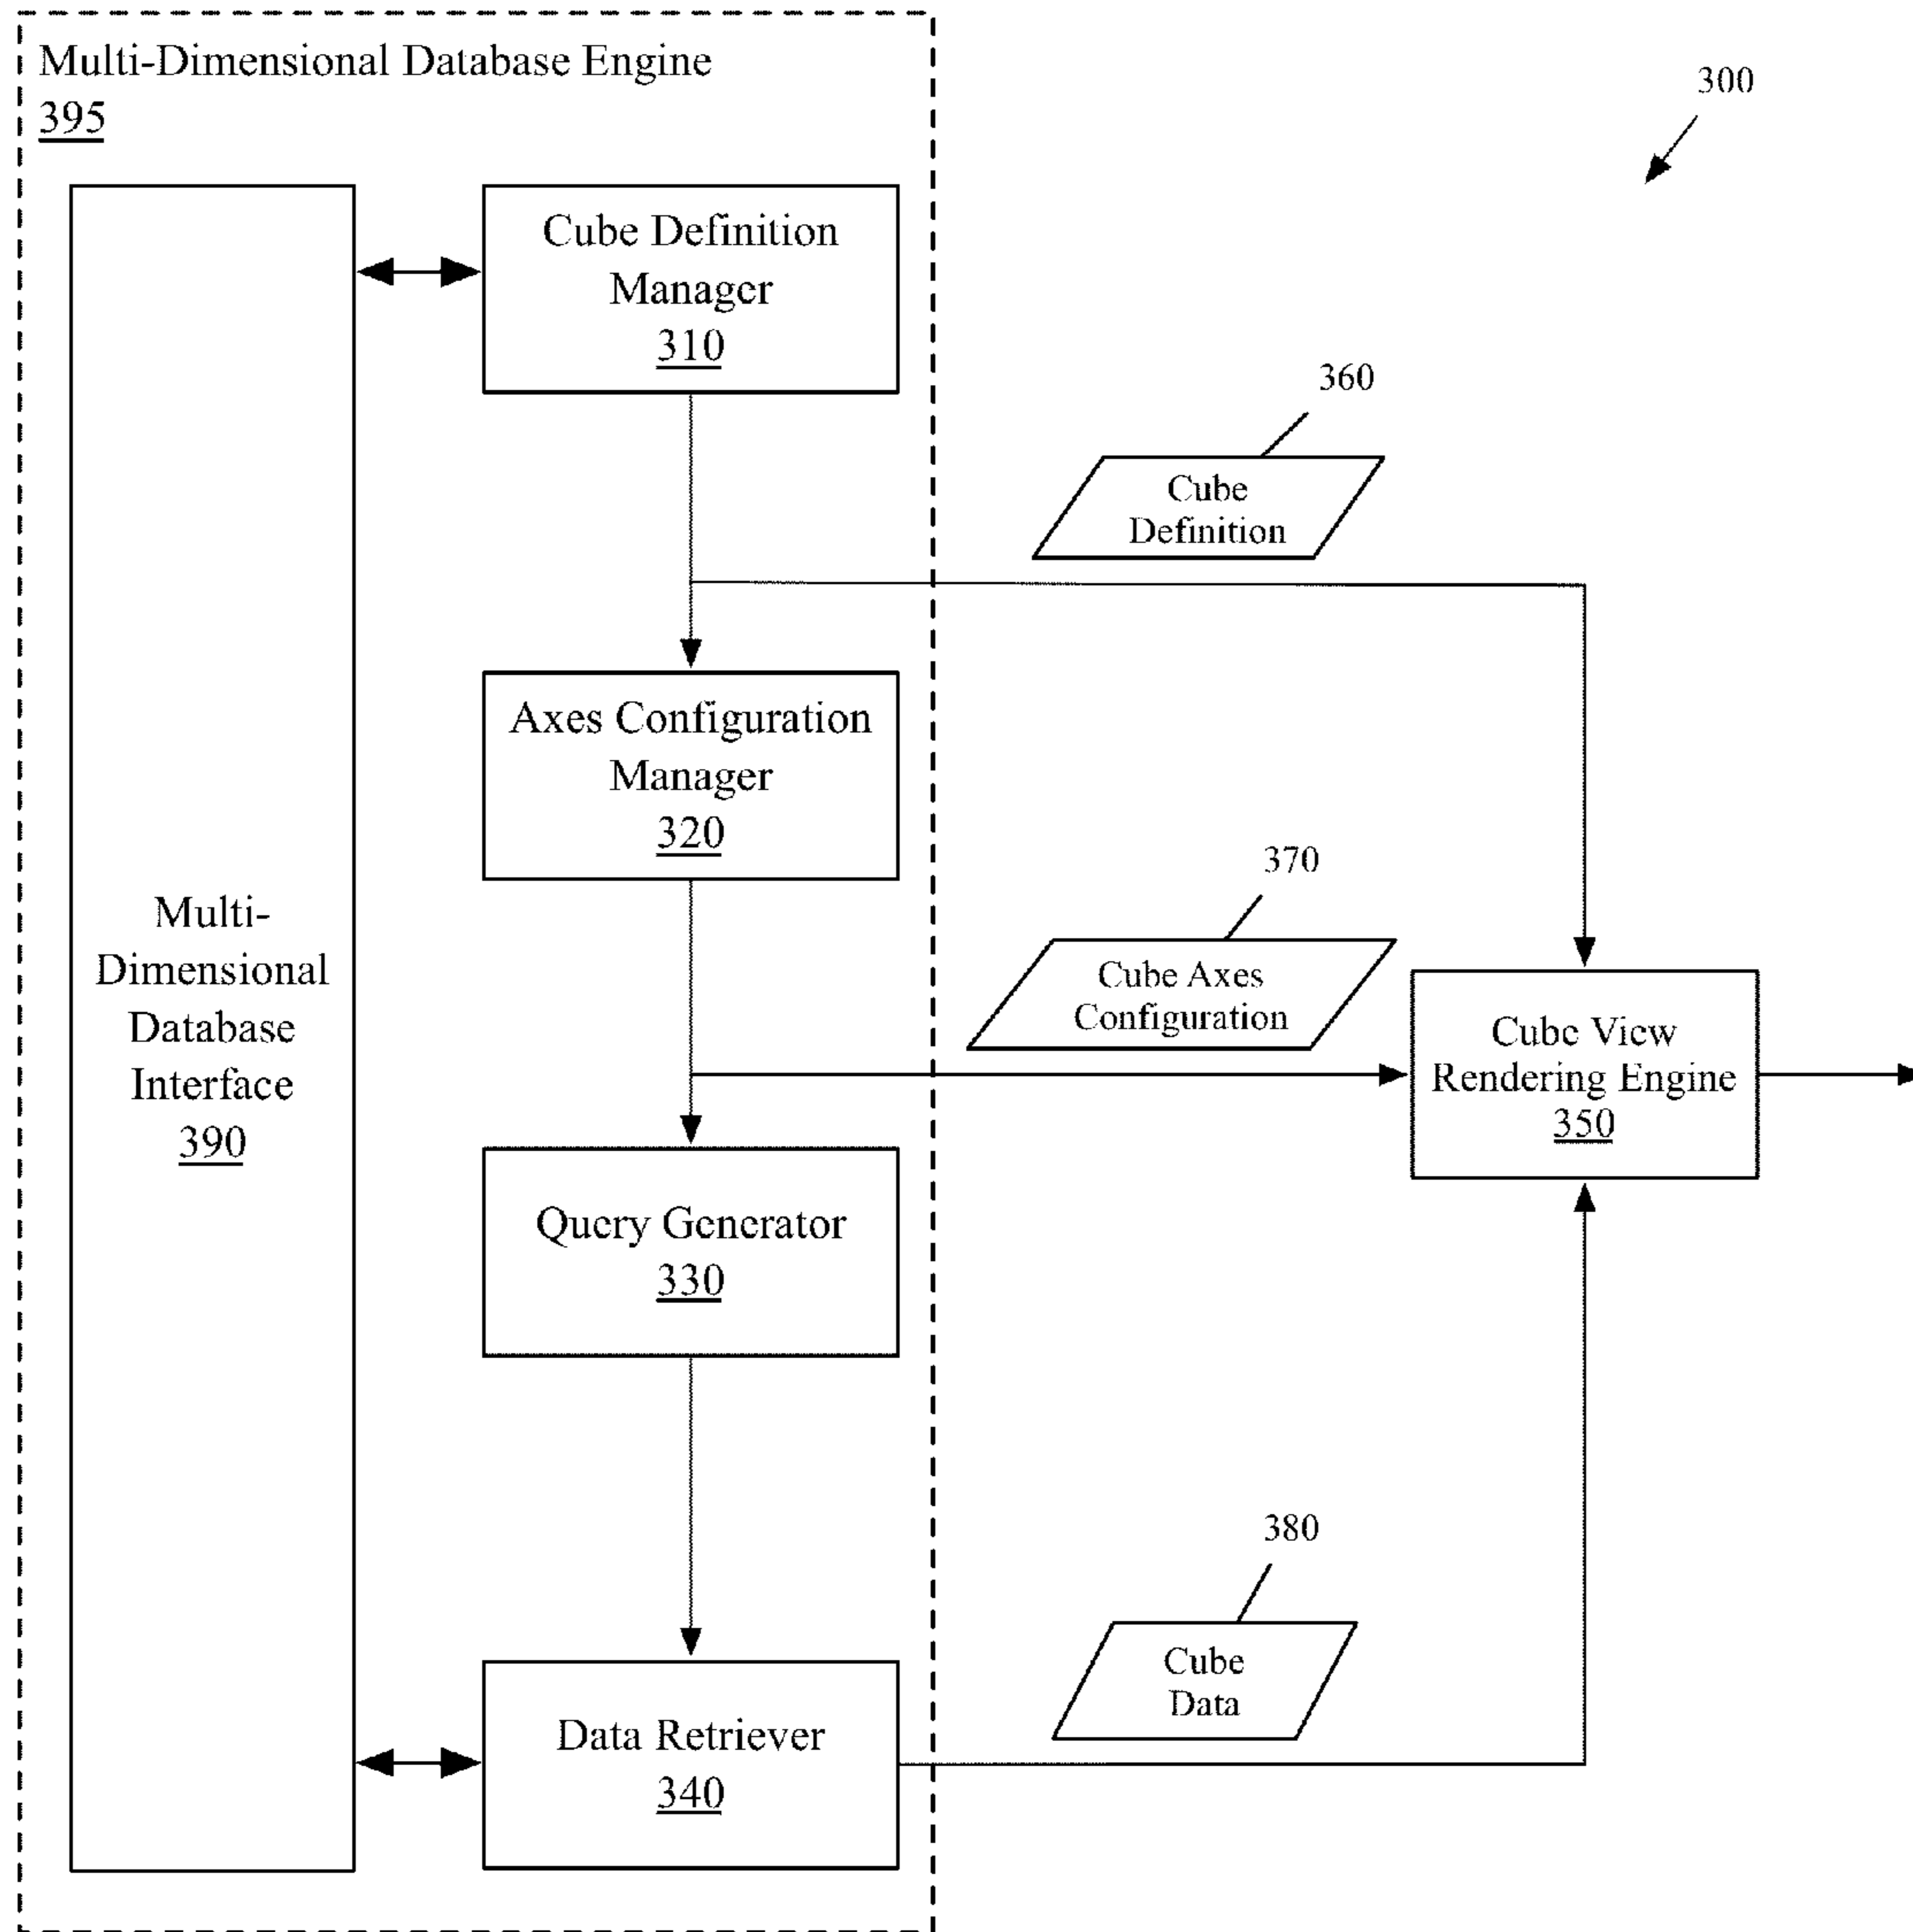 Multi-Dimensional Database Engine
395
300
Cube Definition
Manager
310
360
Cube
Definition
Axes Configuration
Manager
320
370
Cube Axes
Configuration
Multi-
Dimensional
Database
Interface
390
Cube View
Rendering Engine
350
Query Generator
330
380
Cube
Data
Data Retriever
340